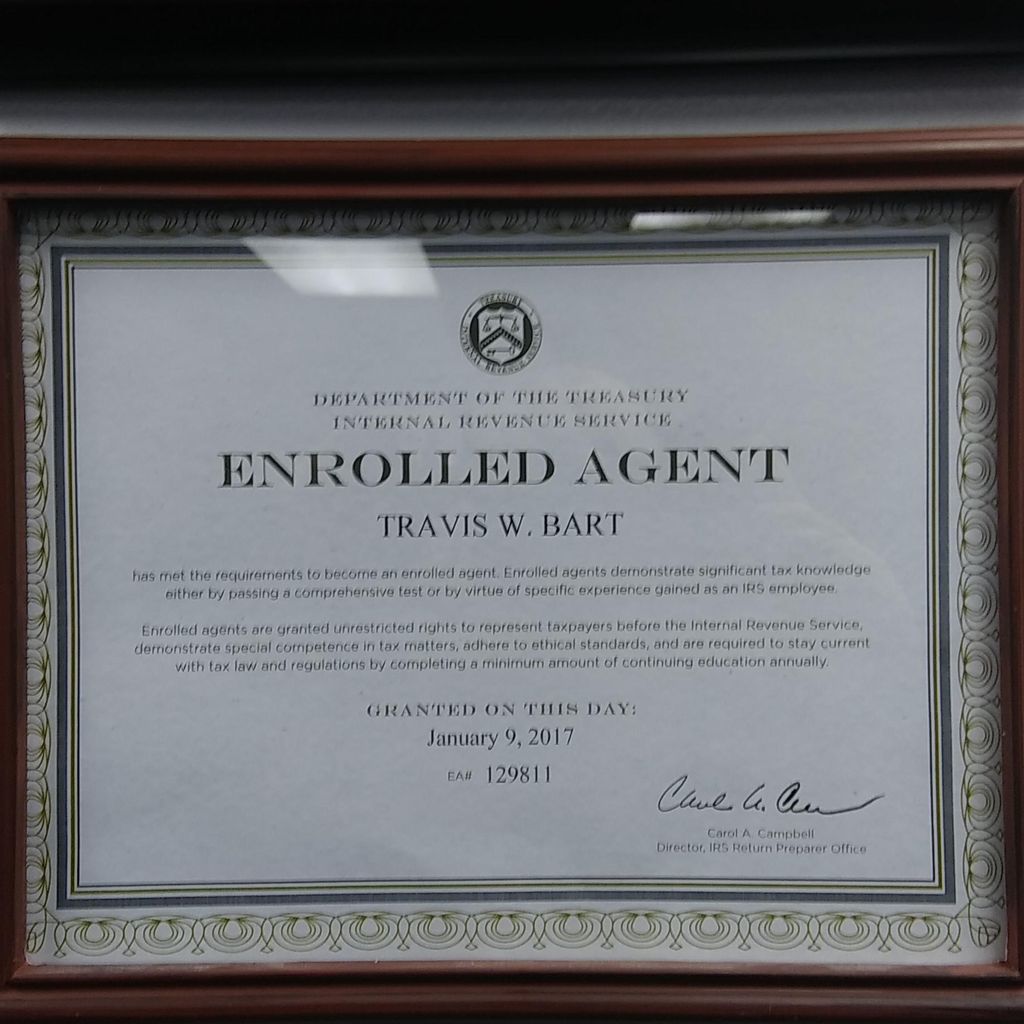 TREASURY
INTERNAL REVENUE SERVICE
DEPARTMENT OF THE TREASURY
INTERNAL REVENUE SERVICE
ENROLLED AGENT
TRAVIS W. BART
has met the requirements to become an enrolled agent. Enrolled agents demonstrate significant tax knowledge
either by passing a comprehensive test or by virtue of specific experience gained as an IRS employee.
Enrolled agents are granted unrestricted rights to represent taxpayers before the Internal Revenue Service,
demonstrate special competence in tax matters, adhere to ethical standards, and are required to stay current
with tax law and regulations by completing a minimum amount of continuing education annually.
GRANTED ON THIS DAY:
January 9, 2017
EA# 129811
Carol A. Campbell
Director, IRS Return Preparer Office